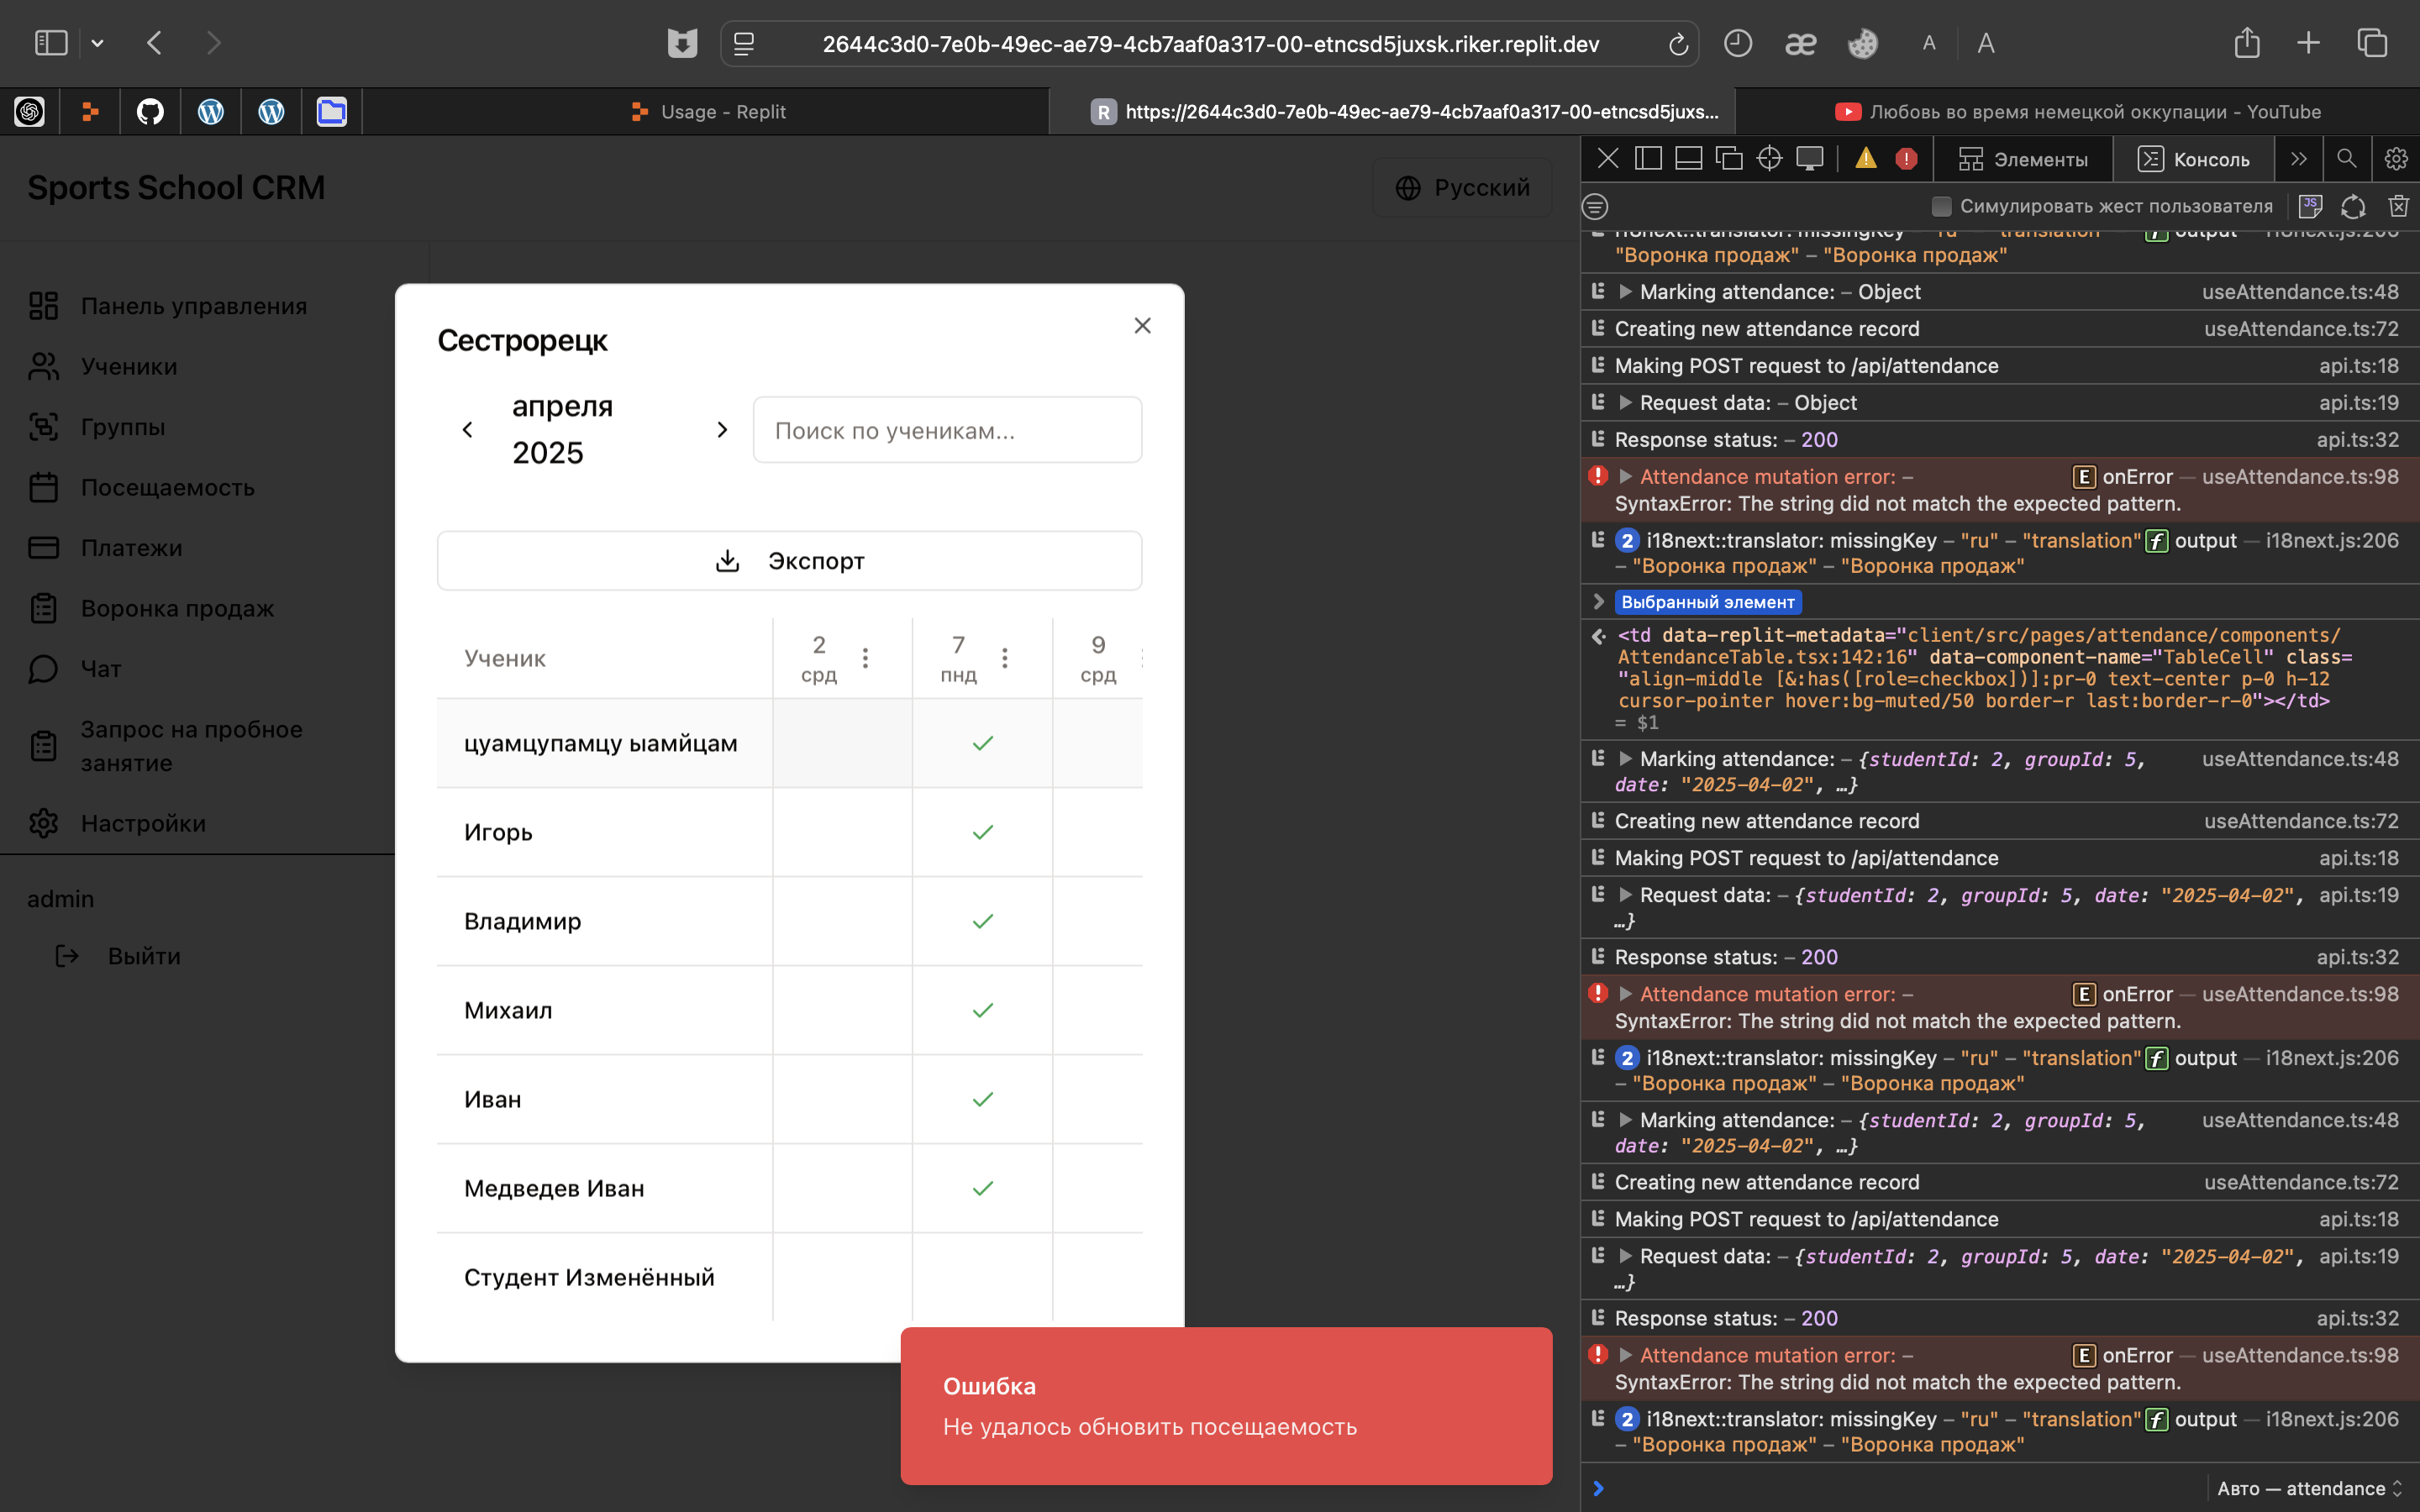 2644c3d0-7e0b-49ec-ae79-4cb7aaf0a317-00-etncsd5juxsk.riker.replit.dev
æ A A
Usage - Replit
R https://2644c3d0-7e0b-49ec-ae79-4cb7aaf0a317-00-etncsd5juxs...
Любовь во время немецкой оккупации - YouTube
Sports School CRM
Русский
Панель управления
Ученики
Группы
Посещаемость
Платежи
Воронка продаж
Чат
Запрос на пробное
занятие
Настройки
admin
Выйти
Сестрорецк
апреля
2025
Поиск по ученикам...
Экспорт
Ученик
2
срд
7
пнд
9
срд
цуамцупамцу ыамйцам
Игорь
Владимир
Михаил
Иван
Медведев Иван
Студент Изменённый
Ошибка
Не удалось обновить посещаемость
Элементы
Консоль
Симулировать жест пользователя
JS
i18next::translator: missingKey – "ru" – "translation" f output — i18next.js:206
"Воронка продаж" – "Воронка продаж"
Marking attendance: – Object useAttendance.ts:48
Creating new attendance record useAttendance.ts:72
Making POST request to /api/attendance api.ts:18
Request data: – Object api.ts:19
Response status: – 200 api.ts:32
Attendance mutation error: – E onError — useAttendance.ts:98
SyntaxError: The string did not match the expected pattern.
2 i18next::translator: missingKey – "ru" – "translation" f output — i18next.js:206
– "Воронка продаж" – "Воронка продаж"
Выбранный элемент
<td data-replit-metadata="client/src/pages/attendance/components/
AttendanceTable.tsx:142:16" data-component-name="TableCell" class=
"align-middle [&:has([role=checkbox])]:pr-0 text-center p-0 h-12
cursor-pointer hover:bg-muted/50 border-r last:border-r-0"></td>
= $1
Marking attendance: – {studentId: 2, groupId: 5, useAttendance.ts:48
date: "2025-04-02", …}
Creating new attendance record useAttendance.ts:72
Making POST request to /api/attendance api.ts:18
Request data: – {studentId: 2, groupId: 5, date: "2025-04-02", api.ts:19
…}
Response status: – 200 api.ts:32
Attendance mutation error: – E onError — useAttendance.ts:98
SyntaxError: The string did not match the expected pattern.
2 i18next::translator: missingKey – "ru" – "translation" f output — i18next.js:206
– "Воронка продаж" – "Воронка продаж"
Marking attendance: – {studentId: 2, groupId: 5, useAttendance.ts:48
date: "2025-04-02", …}
Creating new attendance record useAttendance.ts:72
Making POST request to /api/attendance api.ts:18
Request data: – {studentId: 2, groupId: 5, date: "2025-04-02", api.ts:19
…}
Response status: – 200 api.ts:32
Attendance mutation error: – E onError — useAttendance.ts:98
SyntaxError: The string did not match the expected pattern.
2 i18next::translator: missingKey – "ru" – "translation" f output — i18next.js:206
– "Воронка продаж" – "Воронка продаж"
Авто — attendance